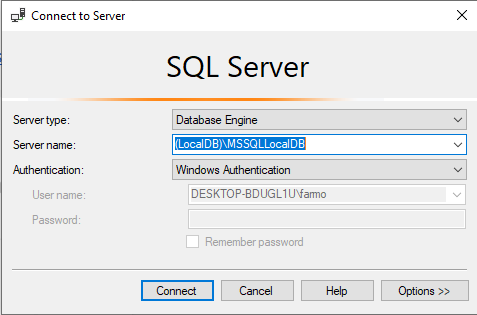 Connect to Server
SQL Server
Server type: Database Engine
Server name: (LocalDB)\MSSQLLocalDB
Authentication: Windows Authentication
User name: DESKTOP-BDUGL1U\farmo
Password:
Remember password
Connect Cancel Help Options >>